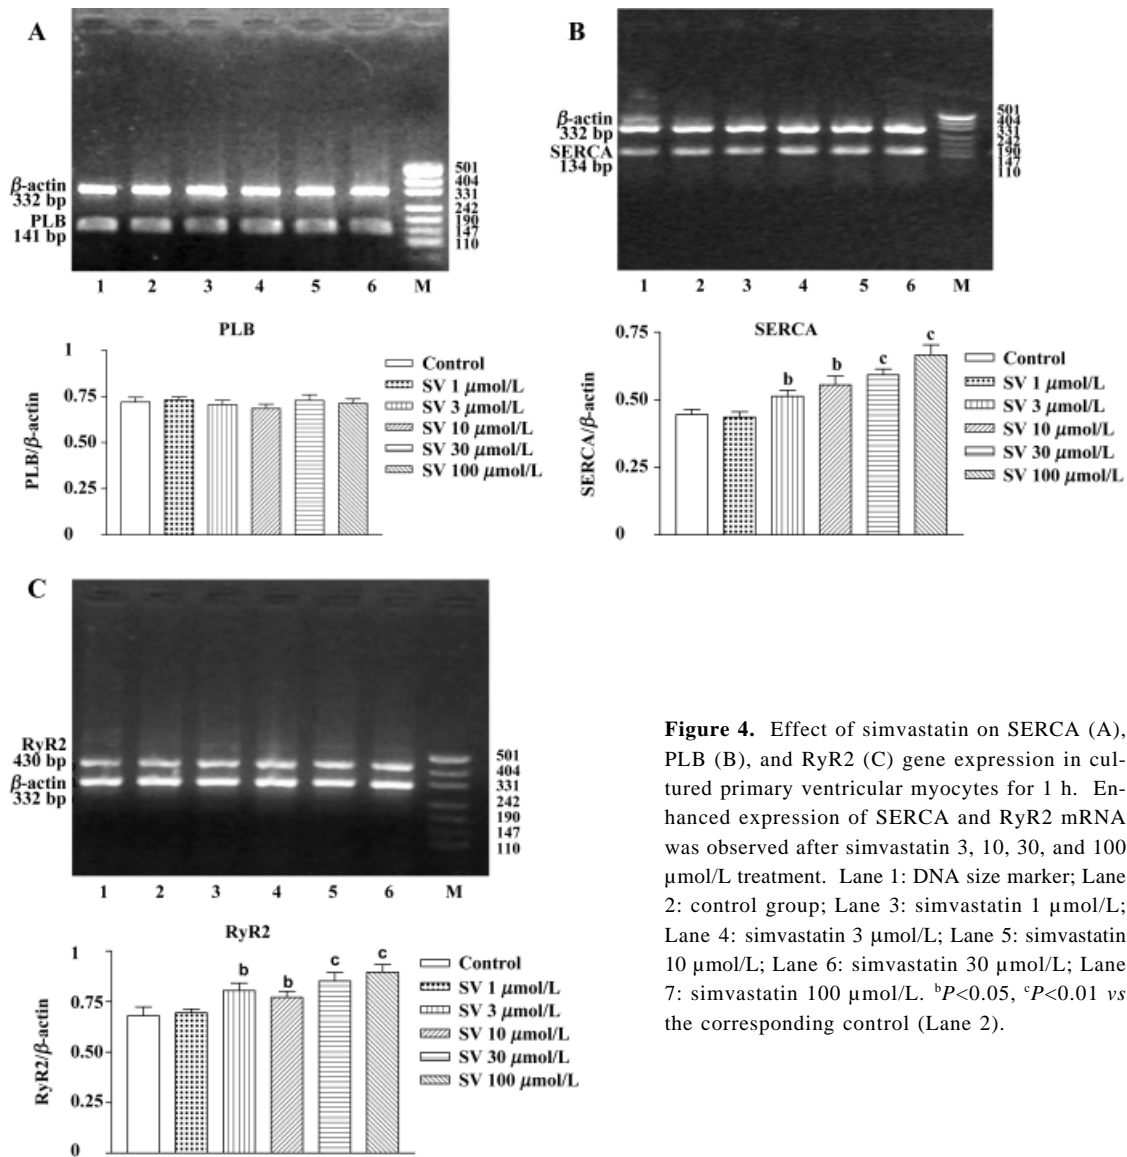 A
β-actin
332 bp
PLB
141 bp
501
404
331
242
190
147
110
1 2 3 4 5 6 M
B
β-actin
332 bp
SERCA
134 bp
501
404
331
242
190
147
110
1 2 3 4 5 6 M
PLB
PLB/β-actin
1
0.75
0.50
0.25
0
Control
SV 1 μmol/L
SV 3 μmol/L
SV 10 μmol/L
SV 30 μmol/L
SV 100 μmol/L
SERCA
SERCA/β-actin
0.75
0.50
0.25
0
b b c c
Control
SV 1 μmol/L
SV 3 μmol/L
SV 10 μmol/L
SV 30 μmol/L
SV 100 μmol/L
C
RyR2
430 bp
β-actin
332 bp
501
404
331
242
190
147
110
1 2 3 4 5 6 M
RyR2
RyR2/β-actin
1
0.75
0.50
0.25
0
b b c c
Control
SV 1 μmol/L
SV 3 μmol/L
SV 10 μmol/L
SV 30 μmol/L
SV 100 μmol/L
Figure 4. Effect of simvastatin on SERCA (A),
PLB (B), and RyR2 (C) gene expression in cul-
tured primary ventricular myocytes for 1 h. En-
hanced expression of SERCA and RyR2 mRNA
was observed after simvastatin 3, 10, 30, and 100
µmol/L treatment. Lane 1: DNA size marker; Lane
2: control group; Lane 3: simvastatin 1 µmol/L;
Lane 4: simvastatin 3 µmol/L; Lane 5: simvastatin
10 µmol/L; Lane 6: simvastatin 30 µmol/L; Lane
7: simvastatin 100 µmol/L. ᵇP<0.05, ᶜP<0.01 vs
the corresponding control (Lane 2).